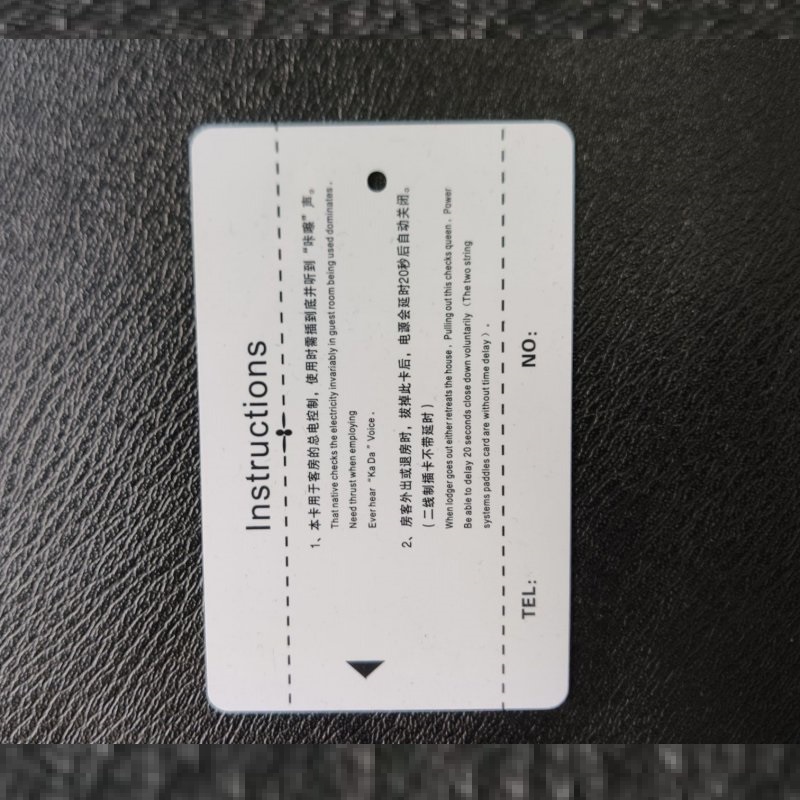 Instructions
1、本卡用于客房的总电控制，使用时需插到底并听到“咔嚓”声。
That native checks the electricity invariably in guest room being used dominates.
Need thrust when employing
Ever hear “Ka Da” Voice.
2、房客外出或退房时，拔掉此卡后，电源会延时20秒后自动关闭。
(二线制插卡不带延时)
When lodger goes out either retreats the house, Pulling out this checks queen, Power
Be able to delay 20 seconds close down voluntarily (The two string
systems paddles card are without time delay).
TEL: NO: